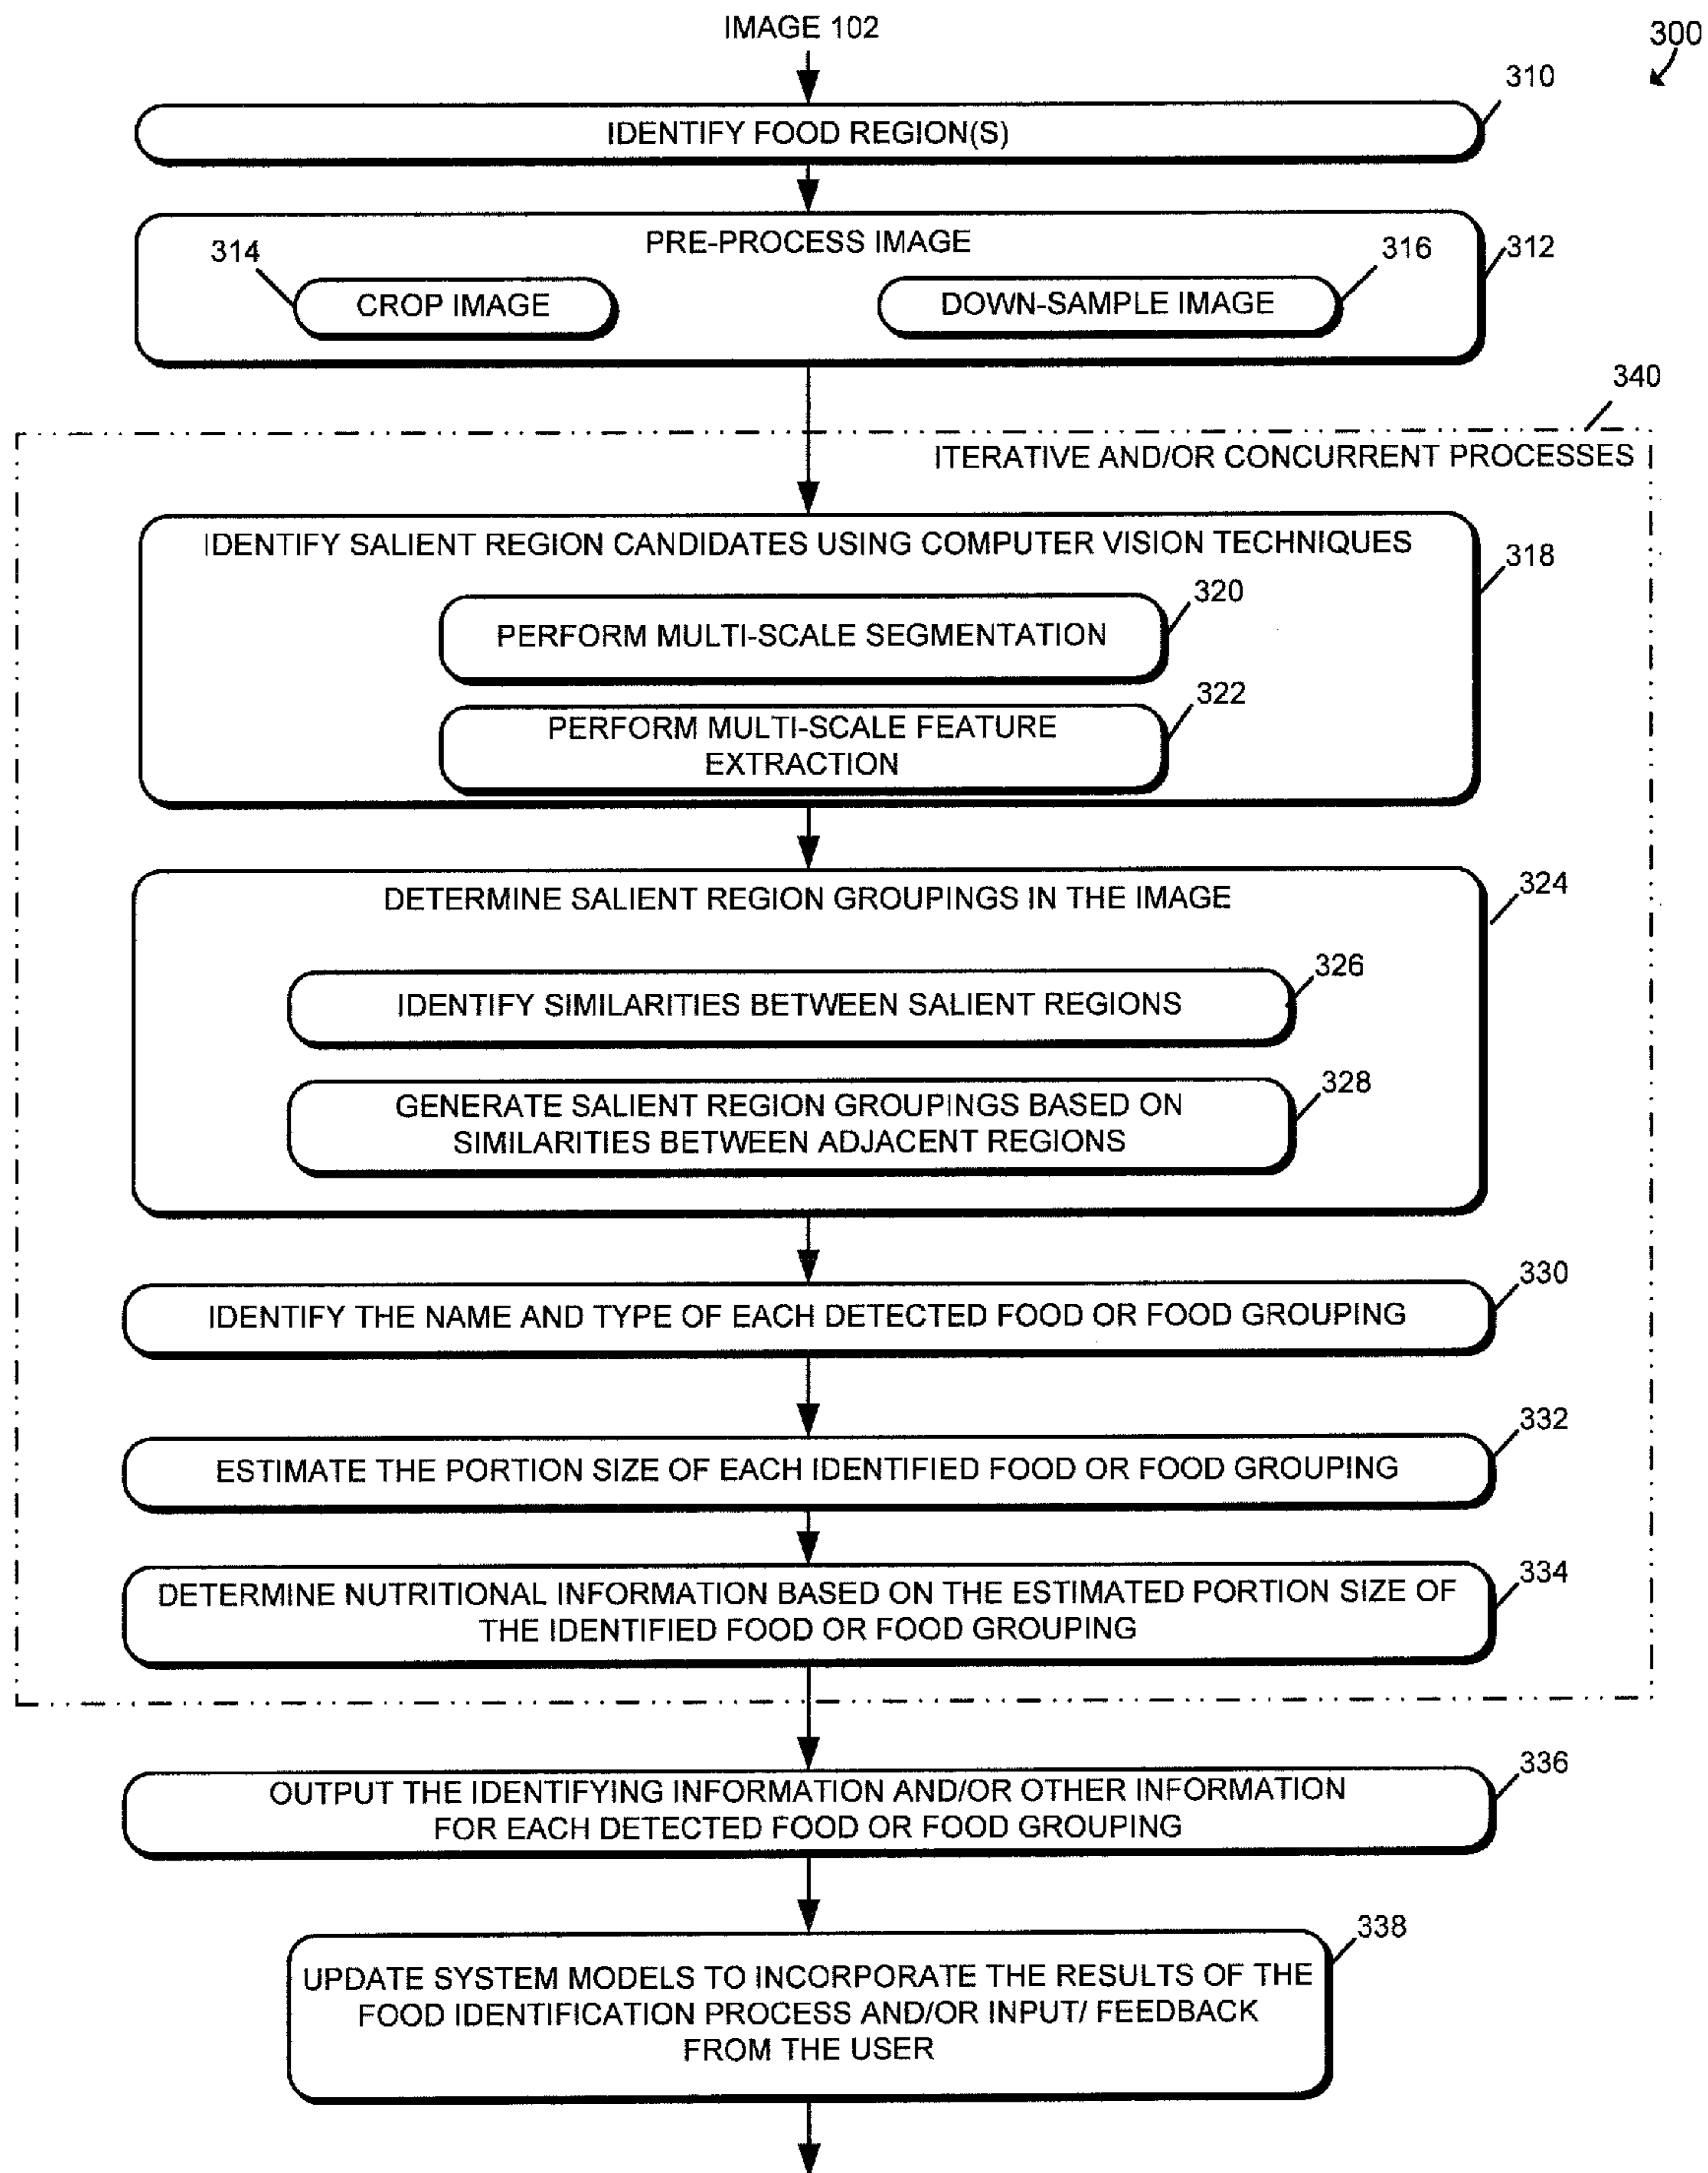 IMAGE 102
300
310
IDENTIFY FOOD REGION(S)
PRE-PROCESS IMAGE
312
314
CROP IMAGE
316
DOWN-SAMPLE IMAGE
340
ITERATIVE AND/OR CONCURRENT PROCESSES
IDENTIFY SALIENT REGION CANDIDATES USING COMPUTER VISION TECHNIQUES
318
320
PERFORM MULTI-SCALE SEGMENTATION
322
PERFORM MULTI-SCALE FEATURE
EXTRACTION
324
DETERMINE SALIENT REGION GROUPINGS IN THE IMAGE
326
IDENTIFY SIMILARITIES BETWEEN SALIENT REGIONS
328
GENERATE SALIENT REGION GROUPINGS BASED ON
SIMILARITIES BETWEEN ADJACENT REGIONS
330
IDENTIFY THE NAME AND TYPE OF EACH DETECTED FOOD OR FOOD GROUPING
332
ESTIMATE THE PORTION SIZE OF EACH IDENTIFIED FOOD OR FOOD GROUPING
334
DETERMINE NUTRITIONAL INFORMATION BASED ON THE ESTIMATED PORTION SIZE OF
THE IDENTIFIED FOOD OR FOOD GROUPING
336
OUTPUT THE IDENTIFYING INFORMATION AND/OR OTHER INFORMATION
FOR EACH DETECTED FOOD OR FOOD GROUPING
338
UPDATE SYSTEM MODELS TO INCORPORATE THE RESULTS OF THE
FOOD IDENTIFICATION PROCESS AND/OR INPUT/ FEEDBACK
FROM THE USER